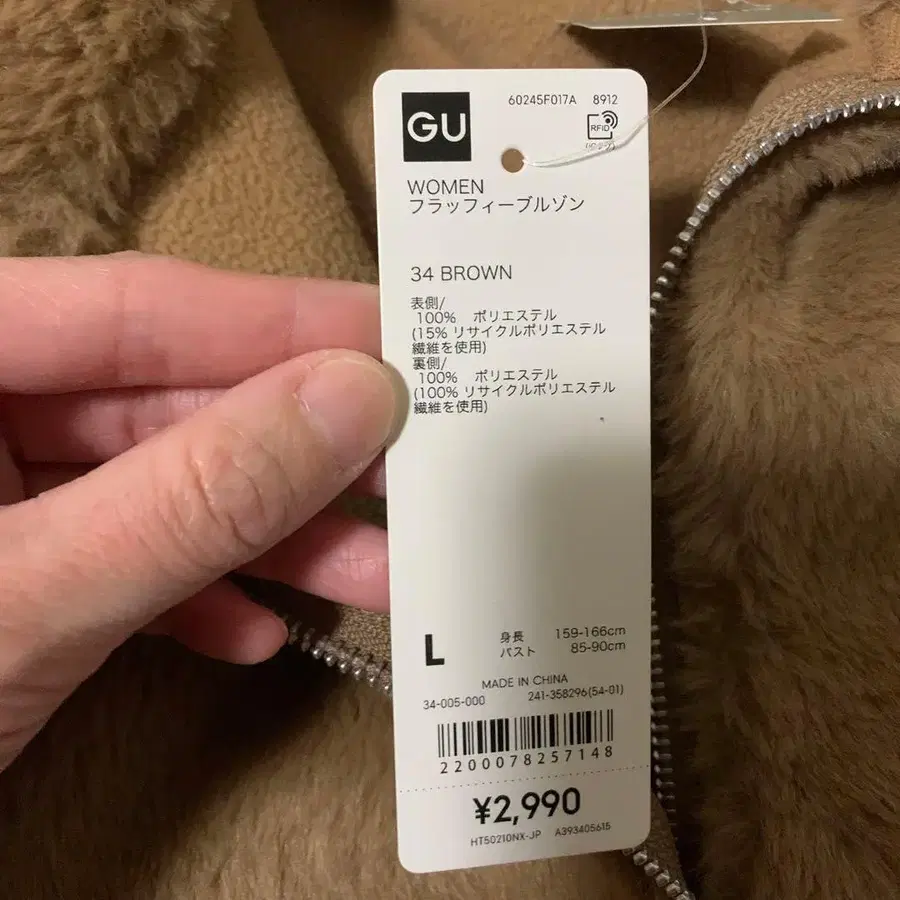 GU
60245F017A 8912
RFID
WOMEN
フラッフィーブルゾン
34 BROWN
表側/
100% ポリエステル
(15% リサイクルポリエステル
繊維を使用)
裏側/
100% ポリエステル
(100% リサイクルポリエステル
繊維を使用)
L
身長 159-166cm
バスト 85-90cm
MADE IN CHINA
34-005-000 241-358296(54-01)
2200078257148
¥2,990
HT50210NX-JP A393405615